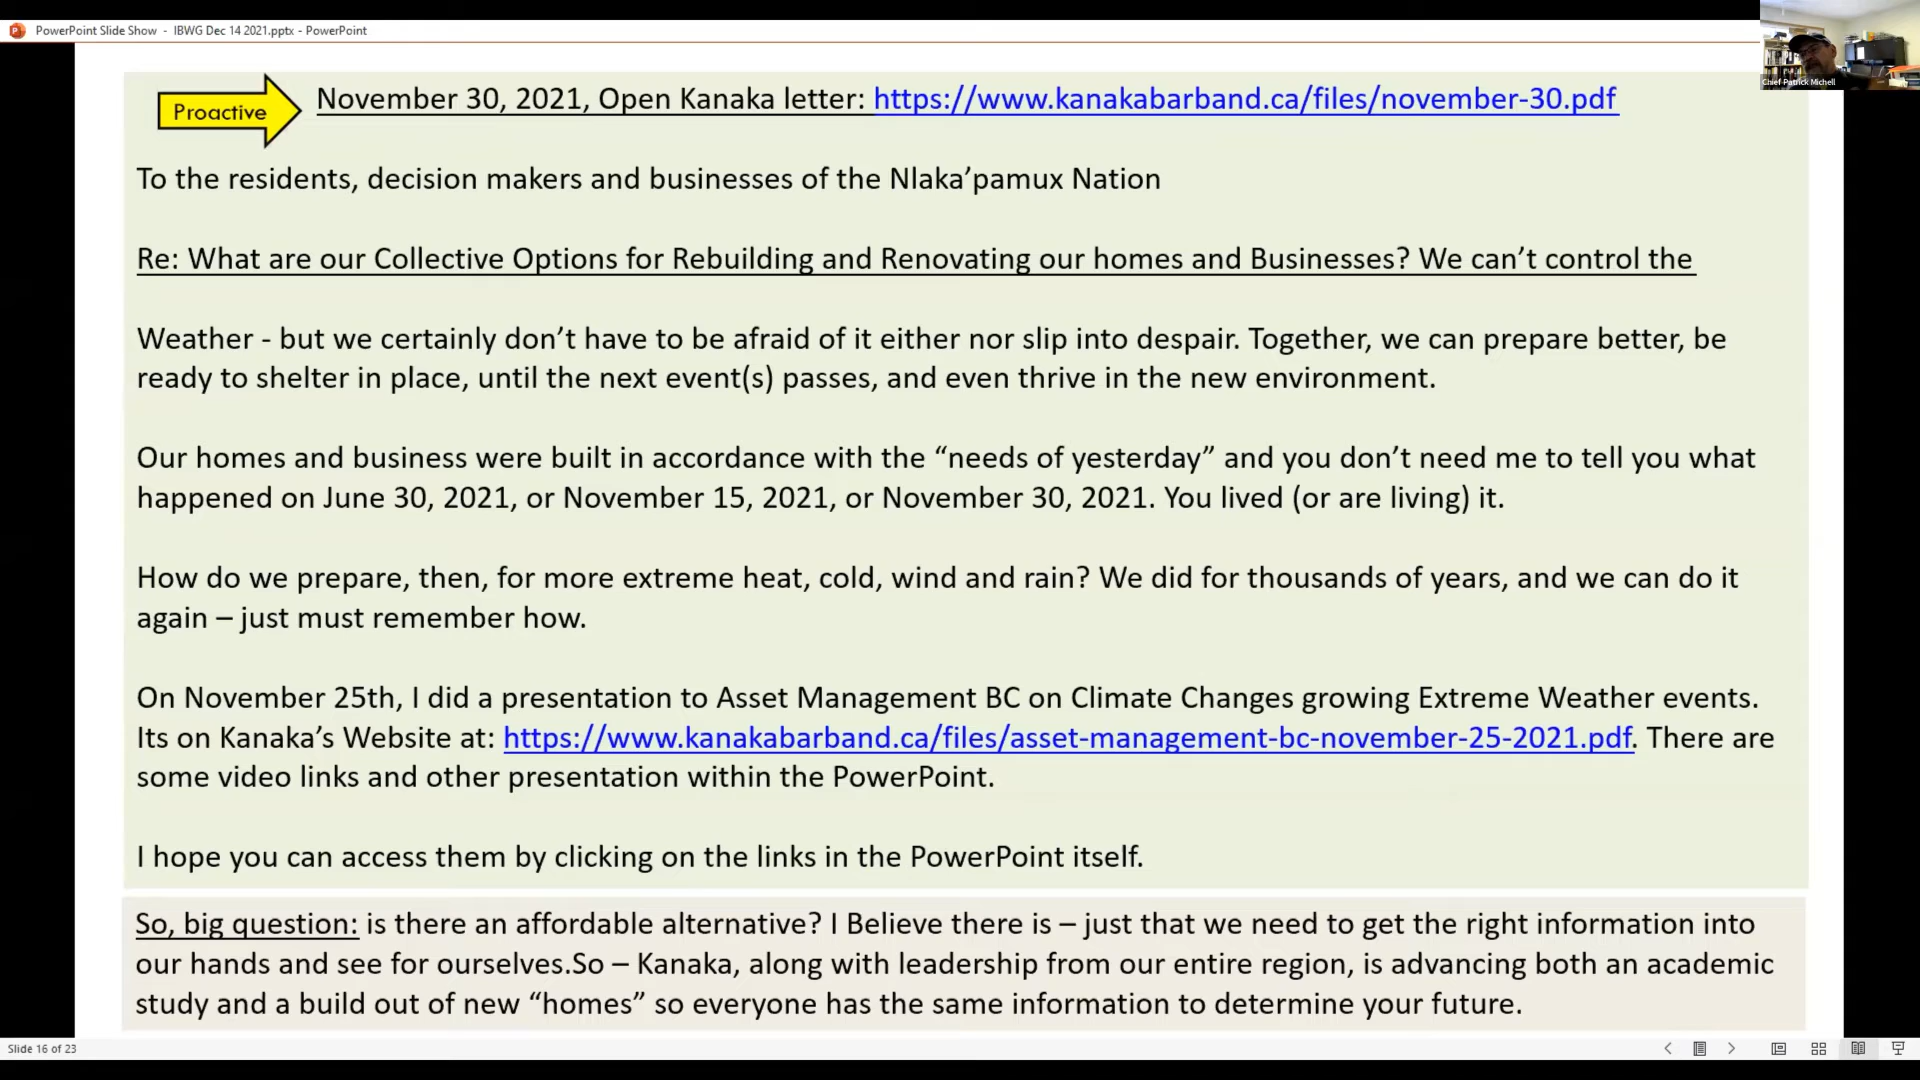 PowerPoint Slide Show - IBWG Dec 14 2021.pptx - PowerPoint
Chief Patrick Michell
Proactive
November 30, 2021, Open Kanaka letter: https://www.kanakabarband.ca/files/november-30.pdf
To the residents, decision makers and businesses of the Nlaka’pamux Nation
Re: What are our Collective Options for Rebuilding and Renovating our homes and Businesses? We can’t control the
Weather - but we certainly don’t have to be afraid of it either nor slip into despair. Together, we can prepare better, be
ready to shelter in place, until the next event(s) passes, and even thrive in the new environment.
Our homes and business were built in accordance with the “needs of yesterday” and you don’t need me to tell you what
happened on June 30, 2021, or November 15, 2021, or November 30, 2021. You lived (or are living) it.
How do we prepare, then, for more extreme heat, cold, wind and rain? We did for thousands of years, and we can do it
again – just must remember how.
On November 25th, I did a presentation to Asset Management BC on Climate Changes growing Extreme Weather events.
Its on Kanaka’s Website at: https://www.kanakabarband.ca/files/asset-management-bc-november-25-2021.pdf. There are
some video links and other presentation within the PowerPoint.
I hope you can access them by clicking on the links in the PowerPoint itself.
So, big question: is there an affordable alternative? I Believe there is – just that we need to get the right information into
our hands and see for ourselves.So – Kanaka, along with leadership from our entire region, is advancing both an academic
study and a build out of new “homes” so everyone has the same information to determine your future.
Slide 16 of 23